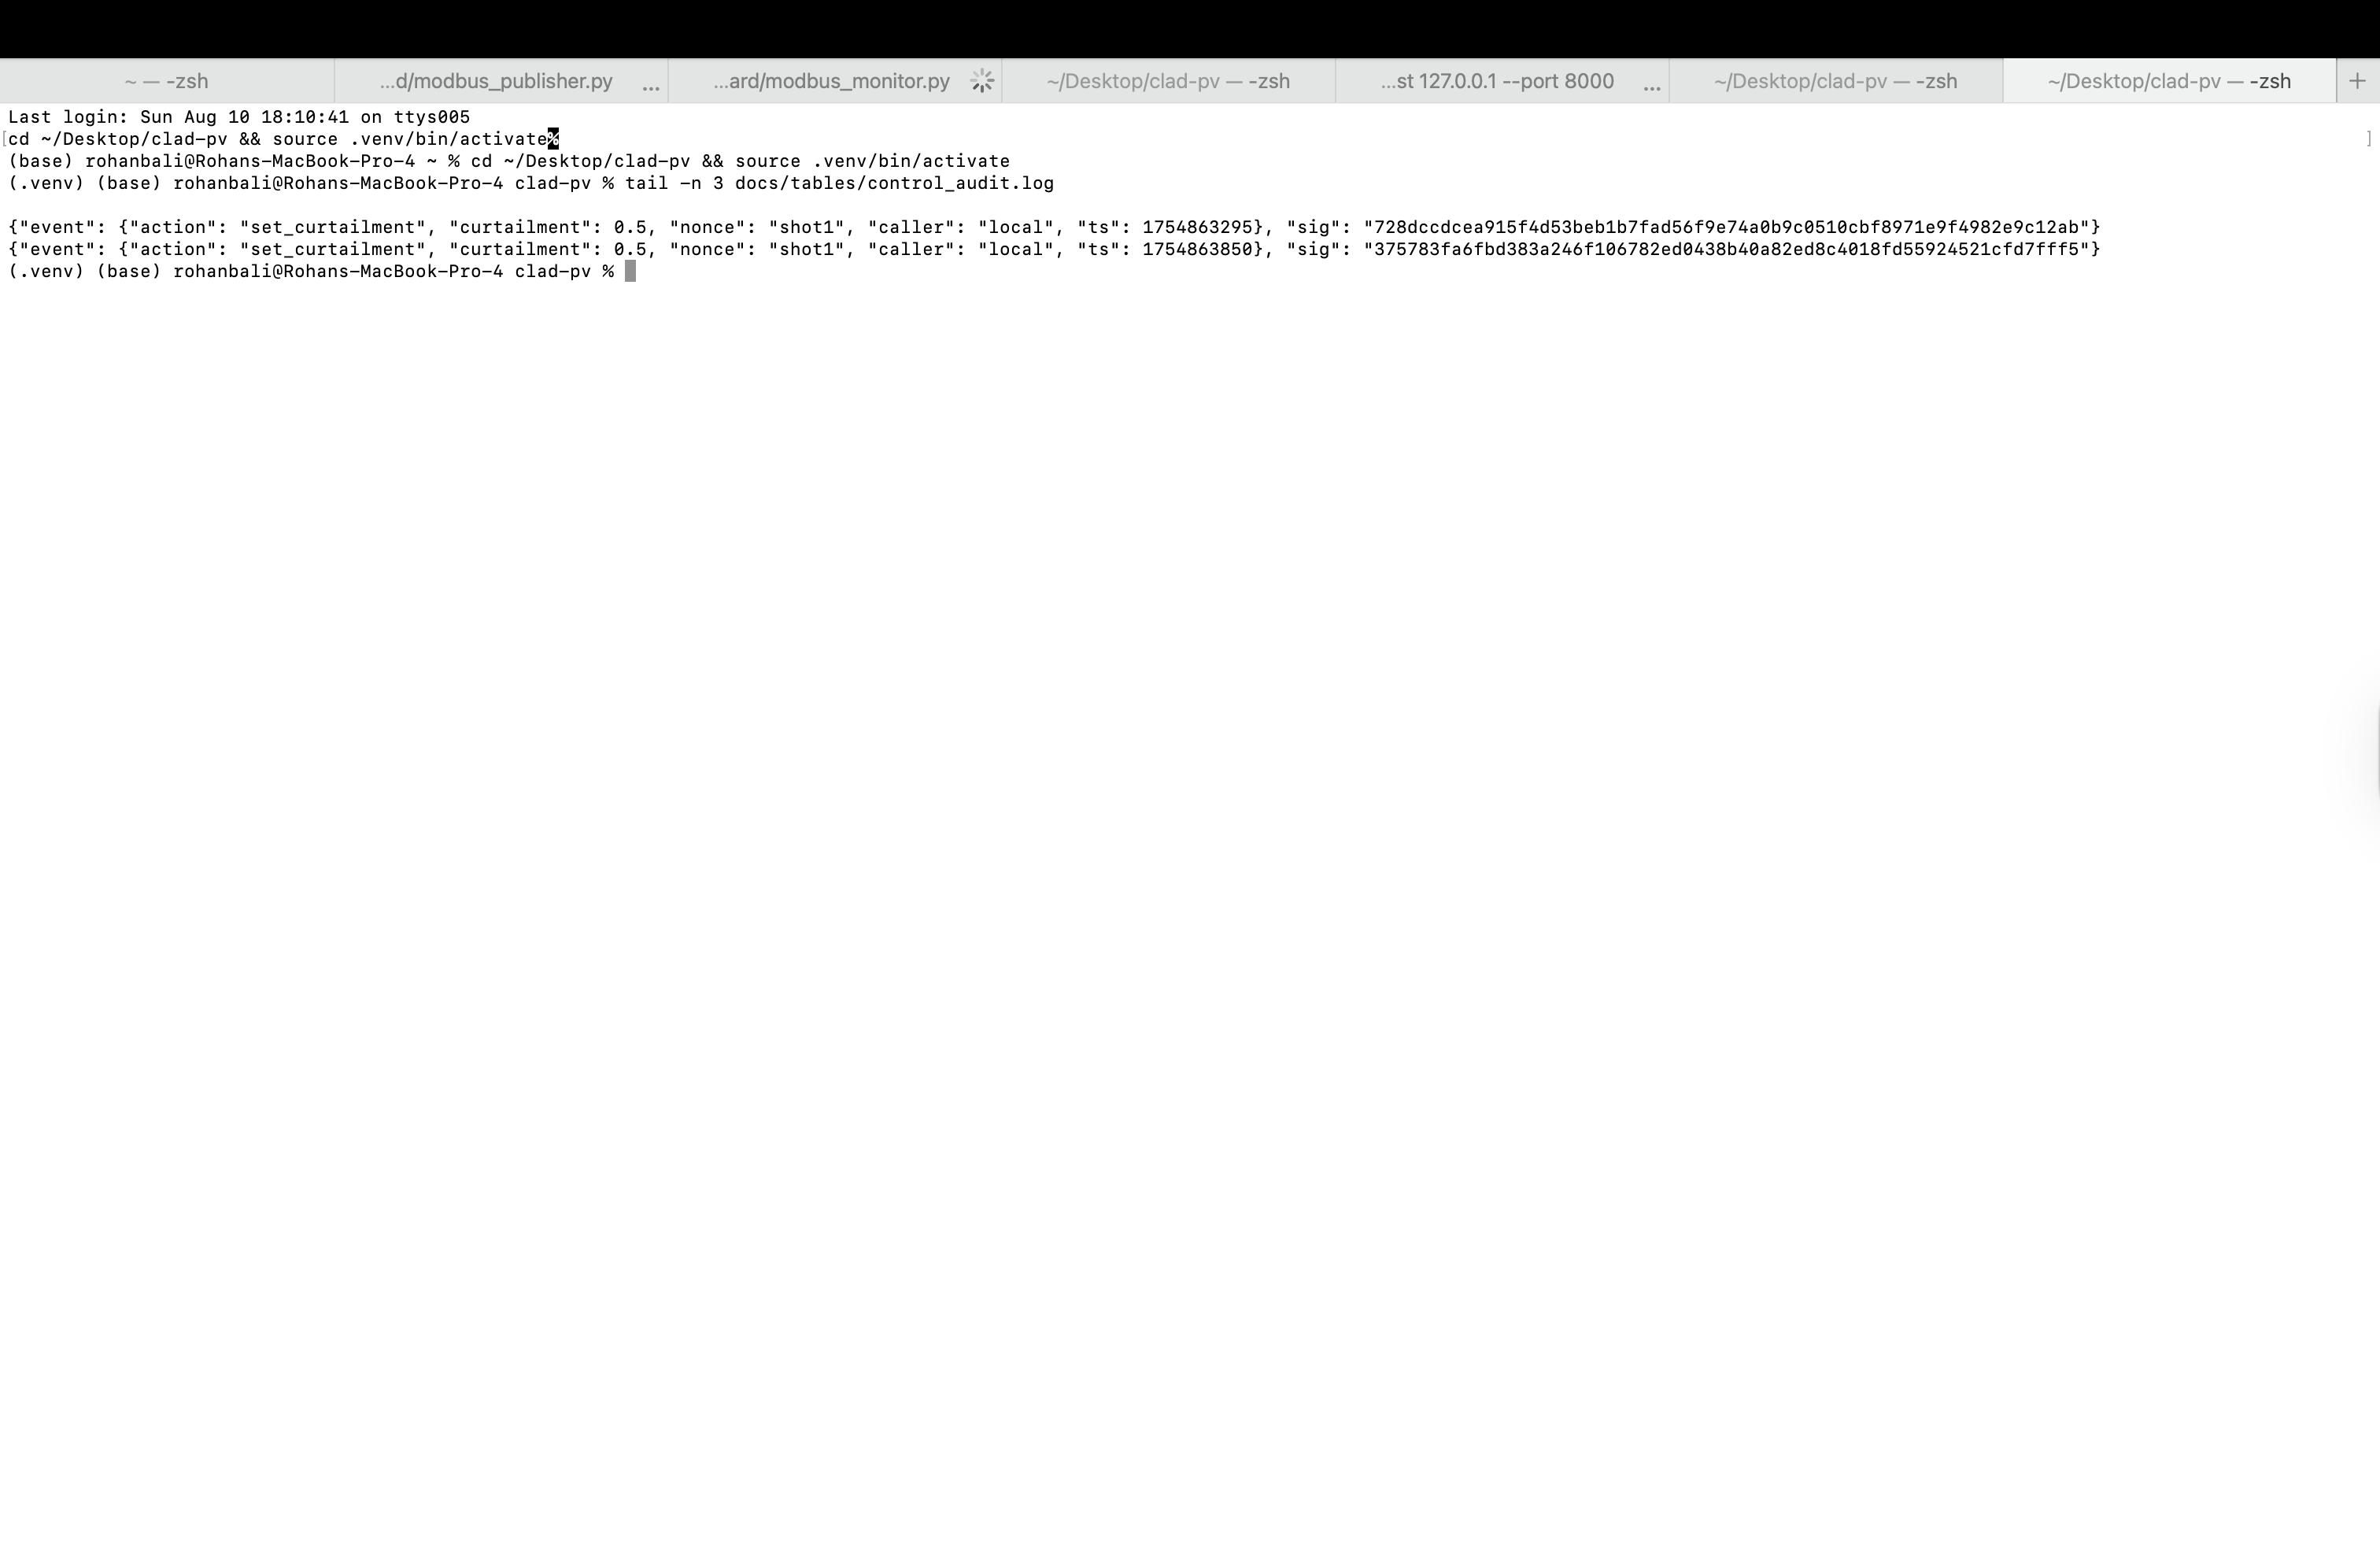 ~ — -zsh
...d/modbus_publisher.py ...
...ard/modbus_monitor.py
~/Desktop/clad-pv — -zsh
...st 127.0.0.1 --port 8000 ...
~/Desktop/clad-pv — -zsh
~/Desktop/clad-pv — -zsh
+
Last login: Sun Aug 10 18:10:41 on ttys005
[cd ~/Desktop/clad-pv && source .venv/bin/activate% ]
(base) rohanbali@Rohans-MacBook-Pro-4 ~ % cd ~/Desktop/clad-pv && source .venv/bin/activate
(.venv) (base) rohanbali@Rohans-MacBook-Pro-4 clad-pv % tail -n 3 docs/tables/control_audit.log
{"event": {"action": "set_curtailment", "curtailment": 0.5, "nonce": "shot1", "caller": "local", "ts": 1754863295}, "sig": "728dccdcea915f4d53beb1b7fad56f9e74a0b9c0510cbf8971e9f4982e9c12ab"}
{"event": {"action": "set_curtailment", "curtailment": 0.5, "nonce": "shot1", "caller": "local", "ts": 1754863850}, "sig": "375783fa6fbd383a246f106782ed0438b40a82ed8c4018fd55924521cfd7fff5"}
(.venv) (base) rohanbali@Rohans-MacBook-Pro-4 clad-pv %